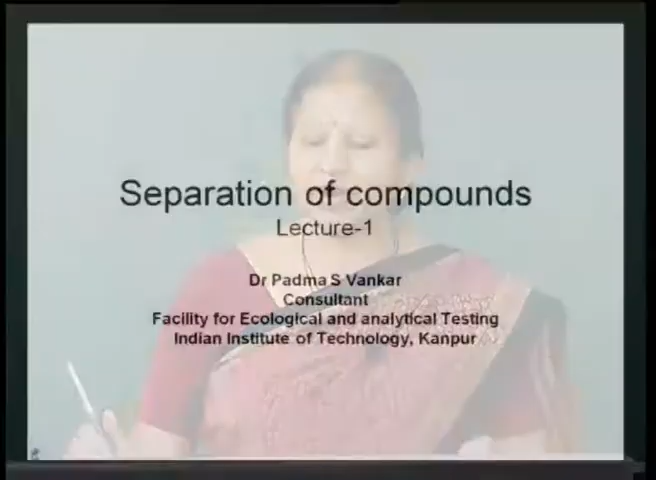 Separation of compounds
Lecture-1
Dr Padma S Vankar
Consultant
Facility for Ecological and analytical Testing
Indian Institute of Technology, Kanpur